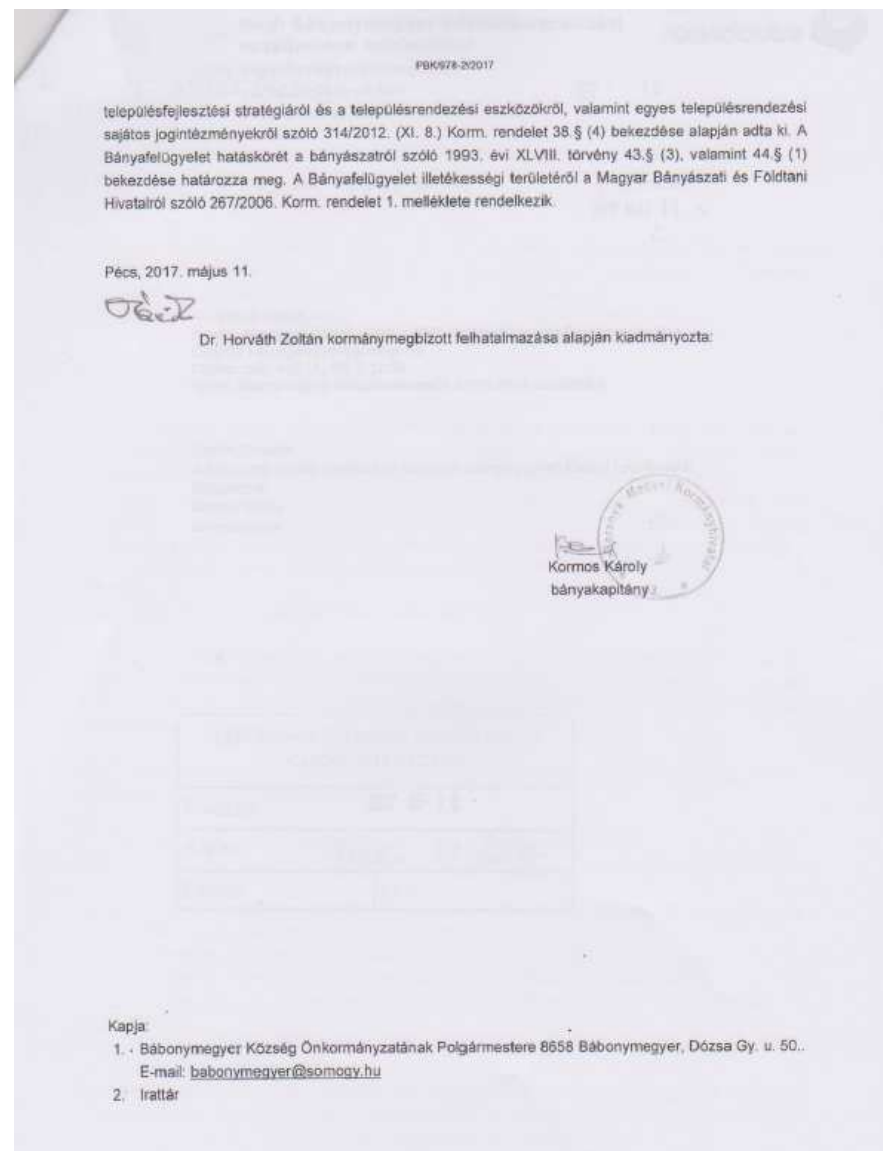 PBK/978-2/2017
településfejlesztési stratégiáról és a településrendezési eszközökről, valamint egyes településrendezési
sajátos jogintézményekről szóló 314/2012. (XI. 8.) Korm. rendelet 38.§ (4) bekezdése alapján adta ki. A
Bányafelügyelet hatáskörét a bányászatról szóló 1993. évi XLVIII. törvény 43.§ (3), valamint 44.§ (1)
bekezdése határozza meg. A Bányafelügyelet illetékességi területéről a Magyar Bányászati és Földtani
Hivatalról szóló 267/2006. Korm. rendelet 1. melléklete rendelkezik.
Pécs, 2017. május 11.
Dr. Horváth Zoltán kormánymegbízott felhatalmazása alapján kiadmányozta:
Megyei Kormányhivatal
Kormos Károly
bányakapitány
Kapja:
1. Bábonymegyer Község Önkormányzatának Polgármestere 8658 Bábonymegyer, Dózsa Gy. u. 50..
E-mail: babonymegyer@somogy.hu
2. Irattár